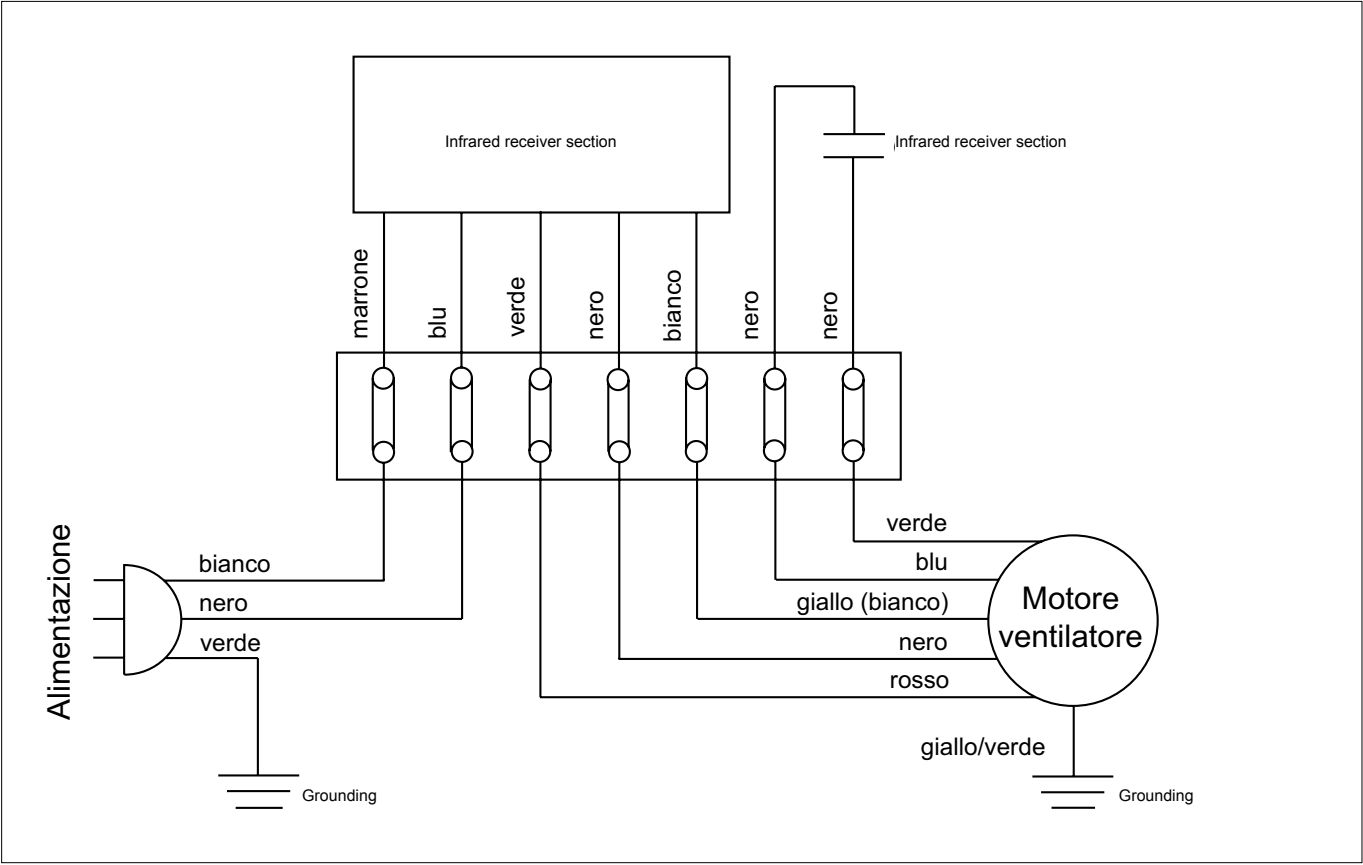 Infrared receiver section
Infrared receiver section
marrone
blu
verde
nero
bianco
nero
nero
Alimentazione
bianco
nero
verde
Grounding
verde
blu
giallo (bianco)
nero
rosso
Motore
ventilatore
giallo/verde
Grounding